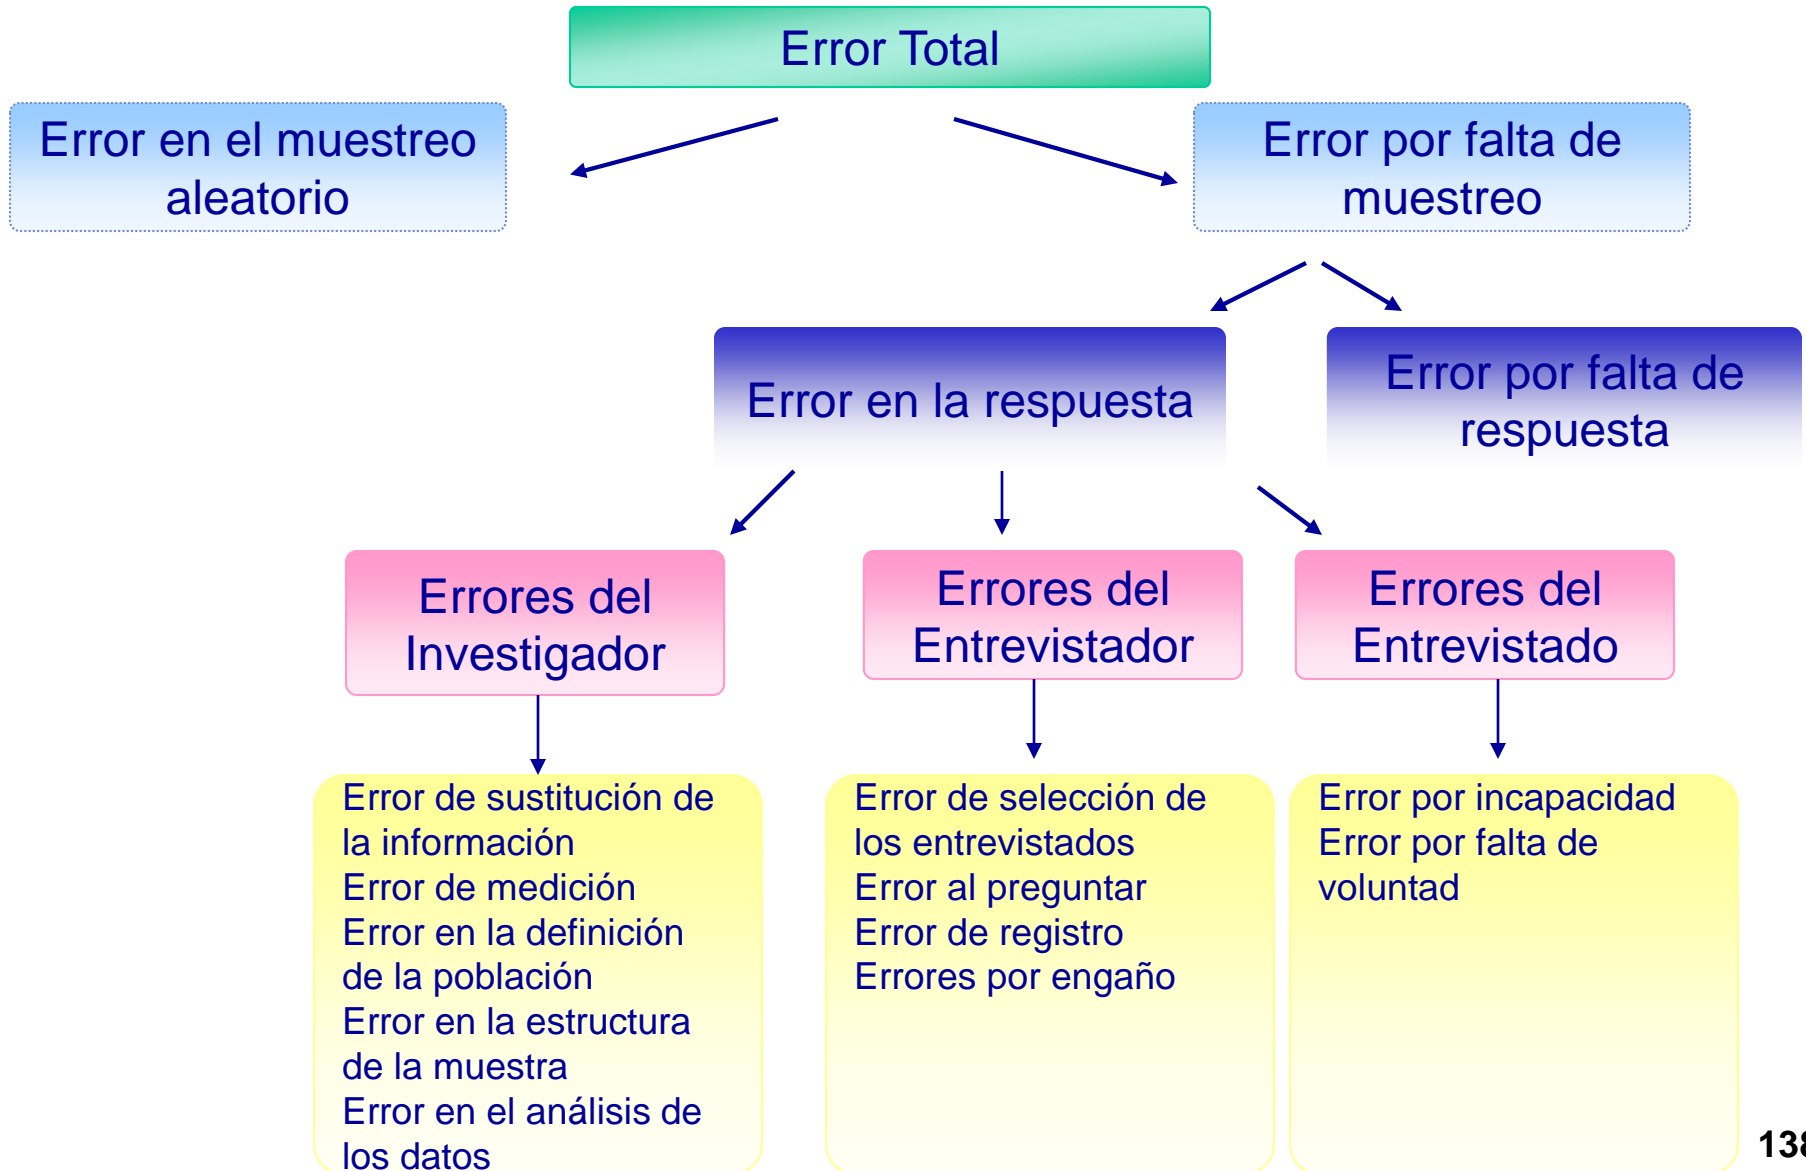 Error Total
Error en el muestreo
aleatorio
Error por falta de
muestreo
Error en la respuesta
Error por falta de
respuesta
Errores del
Investigador
Errores del
Entrevistador
Errores del
Entrevistado
Error de sustitución de
la información
Error de medición
Error en la definición
de la población
Error en la estructura
de la muestra
Error en el análisis de
los datos
Error de selección de
los entrevistados
Error al preguntar
Error de registro
Errores por engaño
Error por incapacidad
Error por falta de
voluntad
138